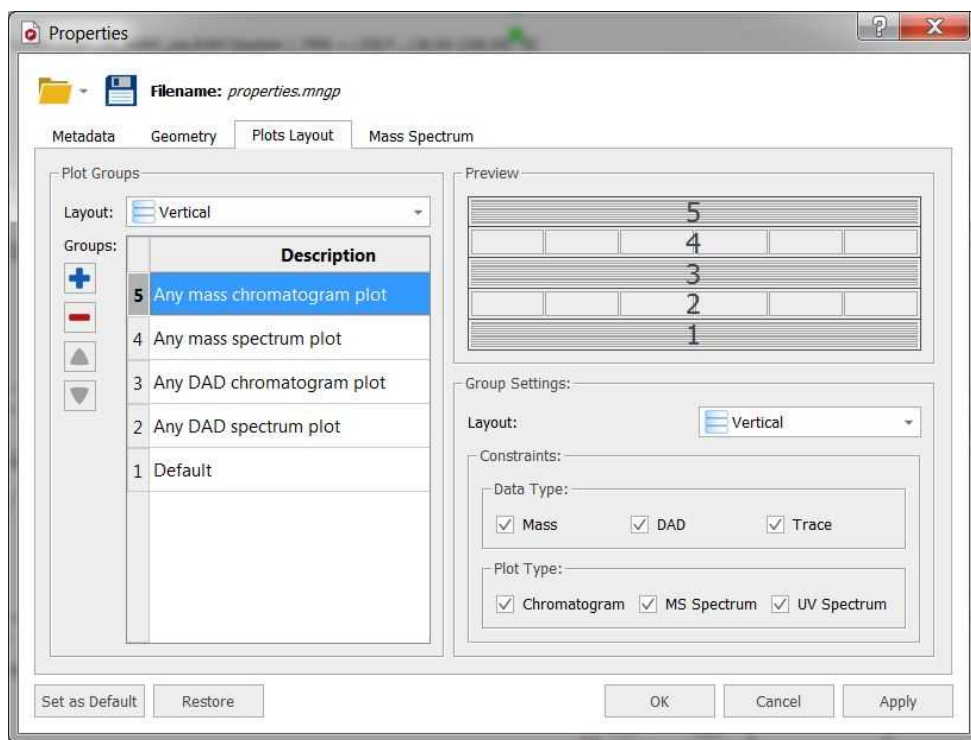 Properties
Filename: properties.mngp
Metadata Geometry Plots Layout Mass Spectrum
Plot Groups
Layout: Vertical
Groups:
Description
5 Any mass chromatogram plot
4 Any mass spectrum plot
3 Any DAD chromatogram plot
2 Any DAD spectrum plot
1 Default
Preview
5
4
3
2
1
Group Settings:
Layout: Vertical
Constraints:
Data Type:
Mass DAD Trace
Plot Type:
Chromatogram MS Spectrum UV Spectrum
Set as Default Restore OK Cancel Apply